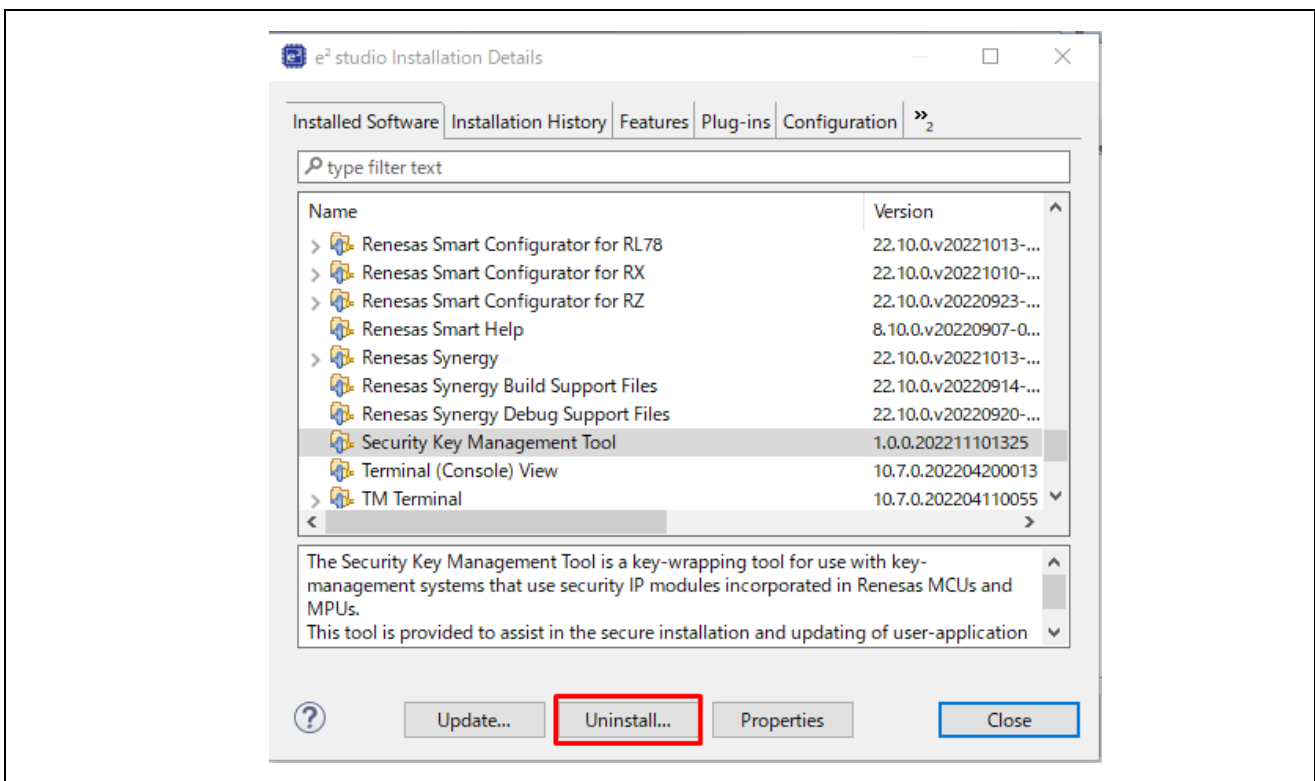 e² studio Installation Details
Installed Software Installation History Features Plug-ins Configuration »2
type filter text
Name Version
Renesas Smart Configurator for RL78 22.10.0.v20221013-...
Renesas Smart Configurator for RX 22.10.0.v20221010-...
Renesas Smart Configurator for RZ 22.10.0.v20220923-...
Renesas Smart Help 8.10.0.v20220907-0...
Renesas Synergy 22.10.0.v20221013-...
Renesas Synergy Build Support Files 22.10.0.v20220914-...
Renesas Synergy Debug Support Files 22.10.0.v20220920-...
Security Key Management Tool 1.0.0.202211101325
Terminal (Console) View 10.7.0.202204200013
TM Terminal 10.7.0.202204110055
The Security Key Management Tool is a key-wrapping tool for use with key-
management systems that use security IP modules incorporated in Renesas MCUs and
MPUs.
This tool is provided to assist in the secure installation and updating of user-application
? Update... Uninstall... Properties Close